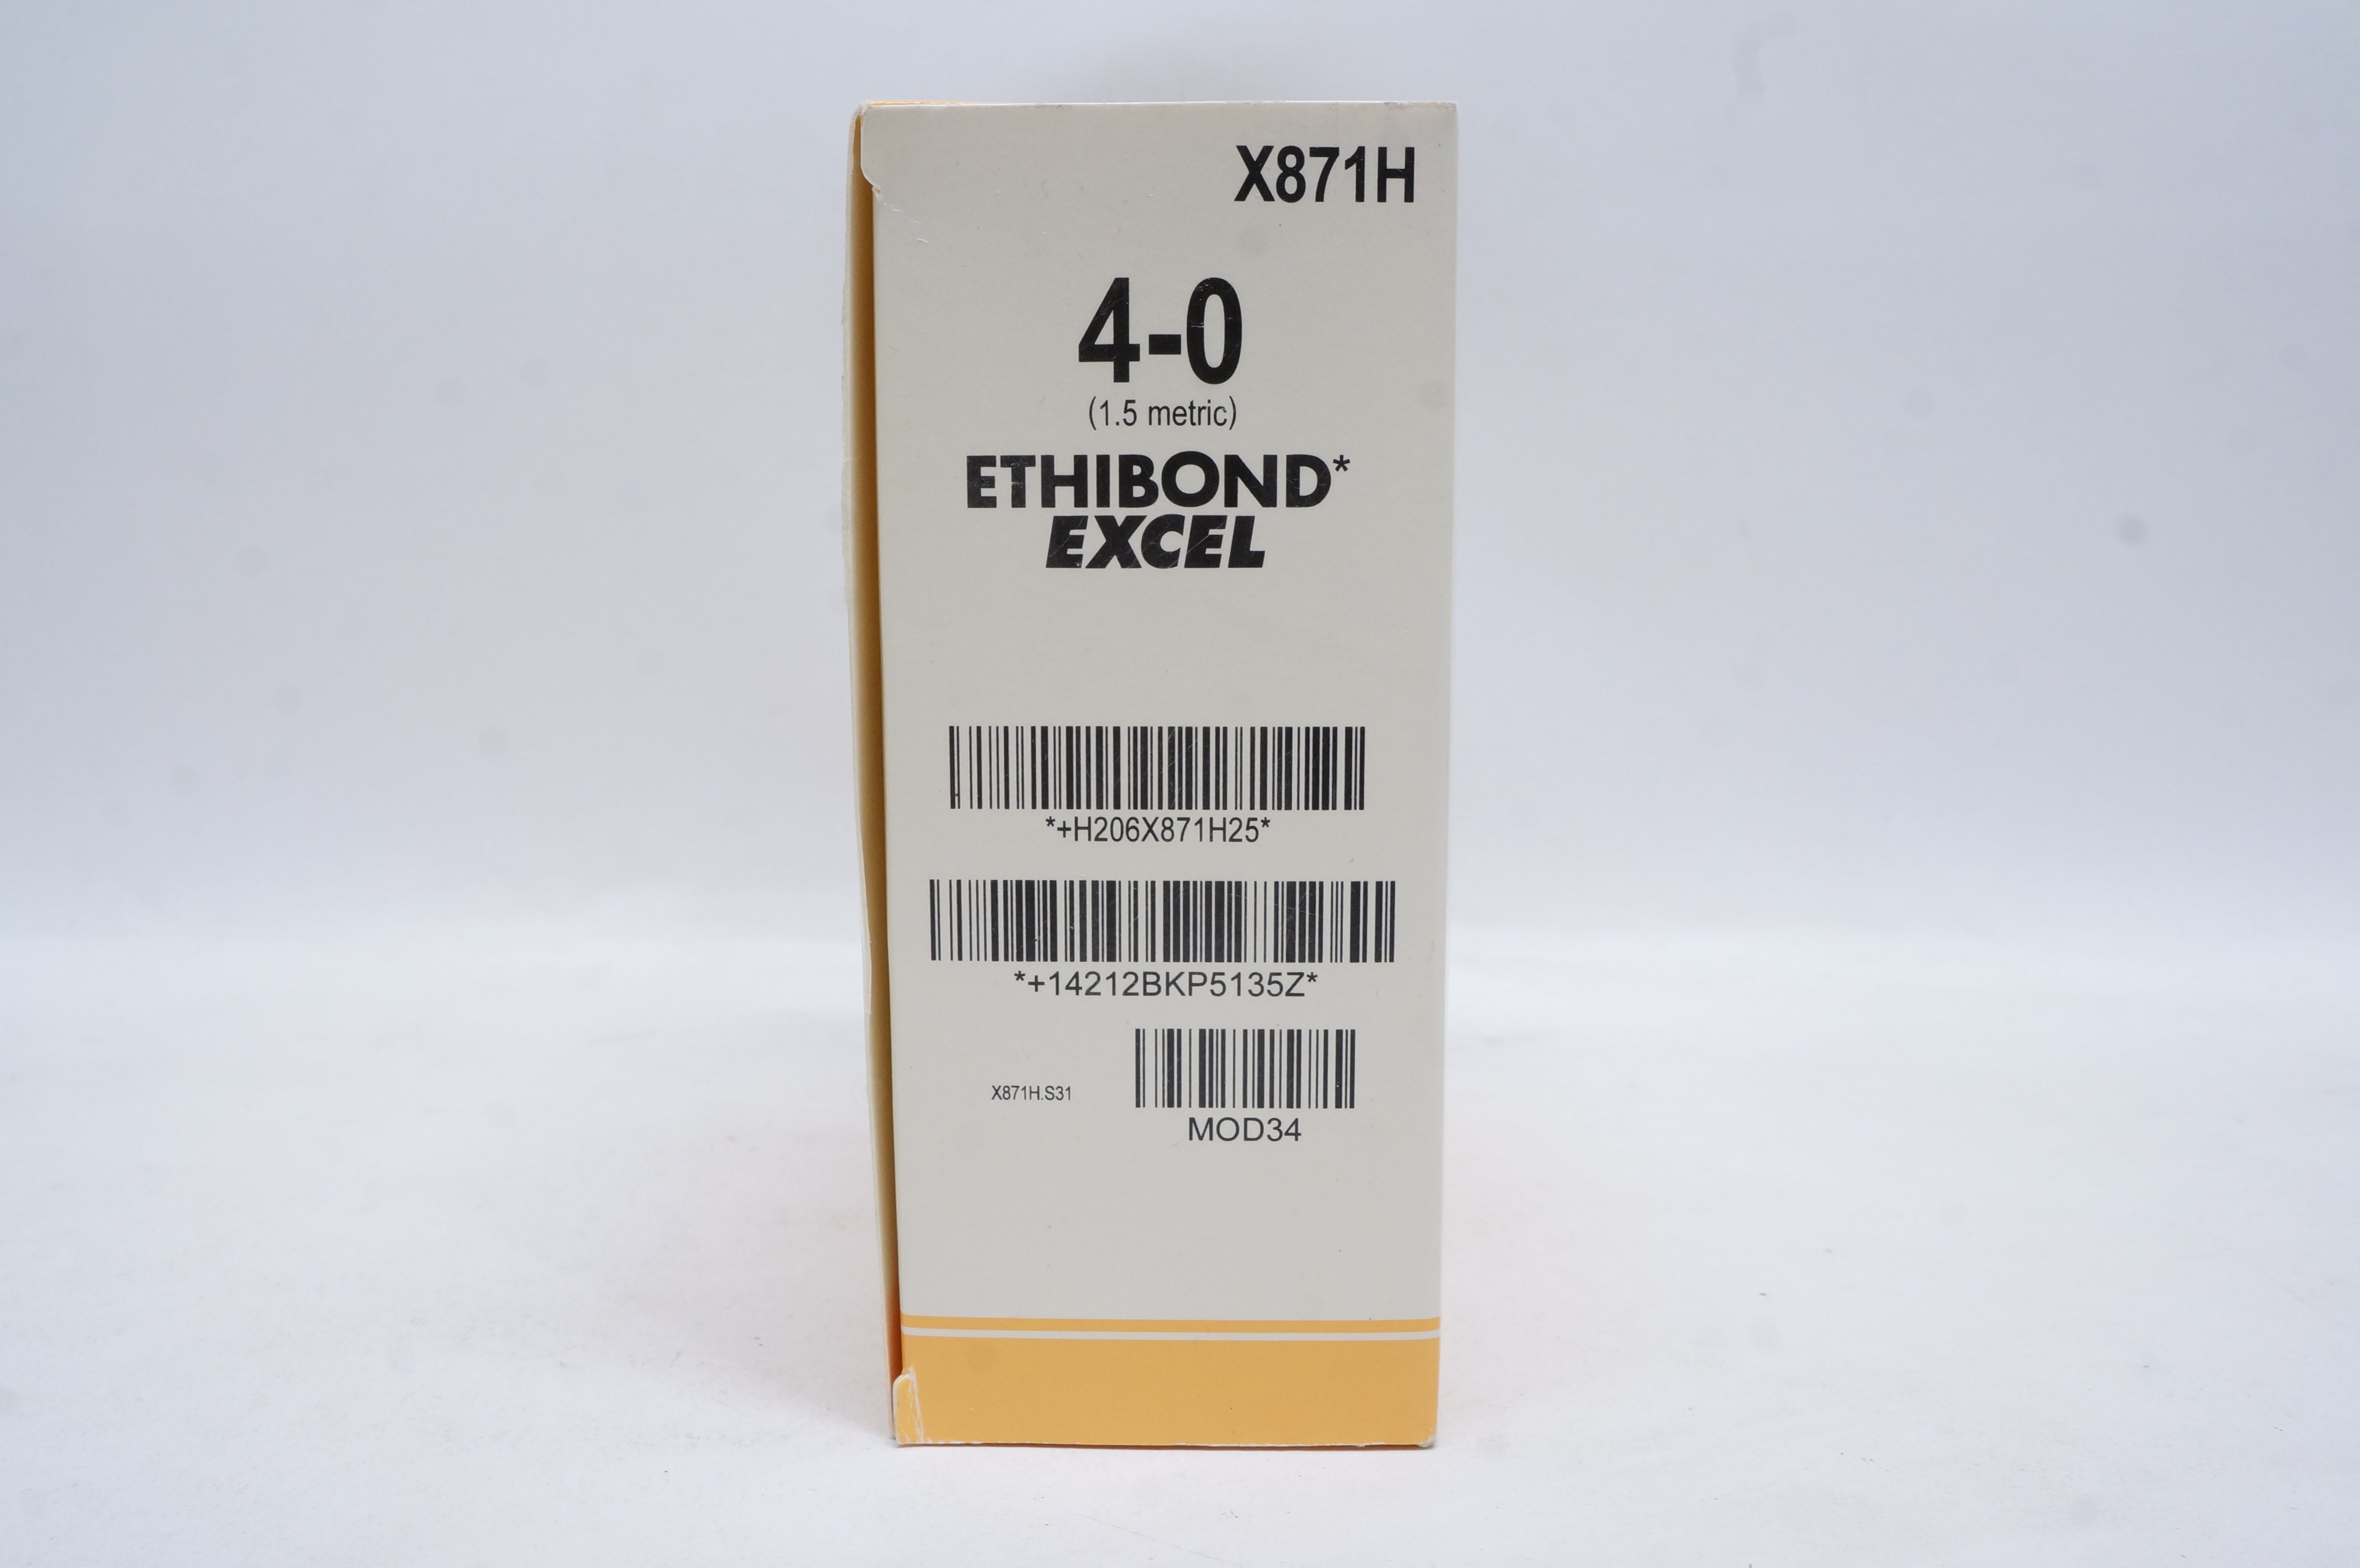 X871H
4-0
(1.5 metric)
ETHIBOND*
EXCEL
*+H206X871H25*
*+14212BKP5135Z*
X871H.S31
MOD34